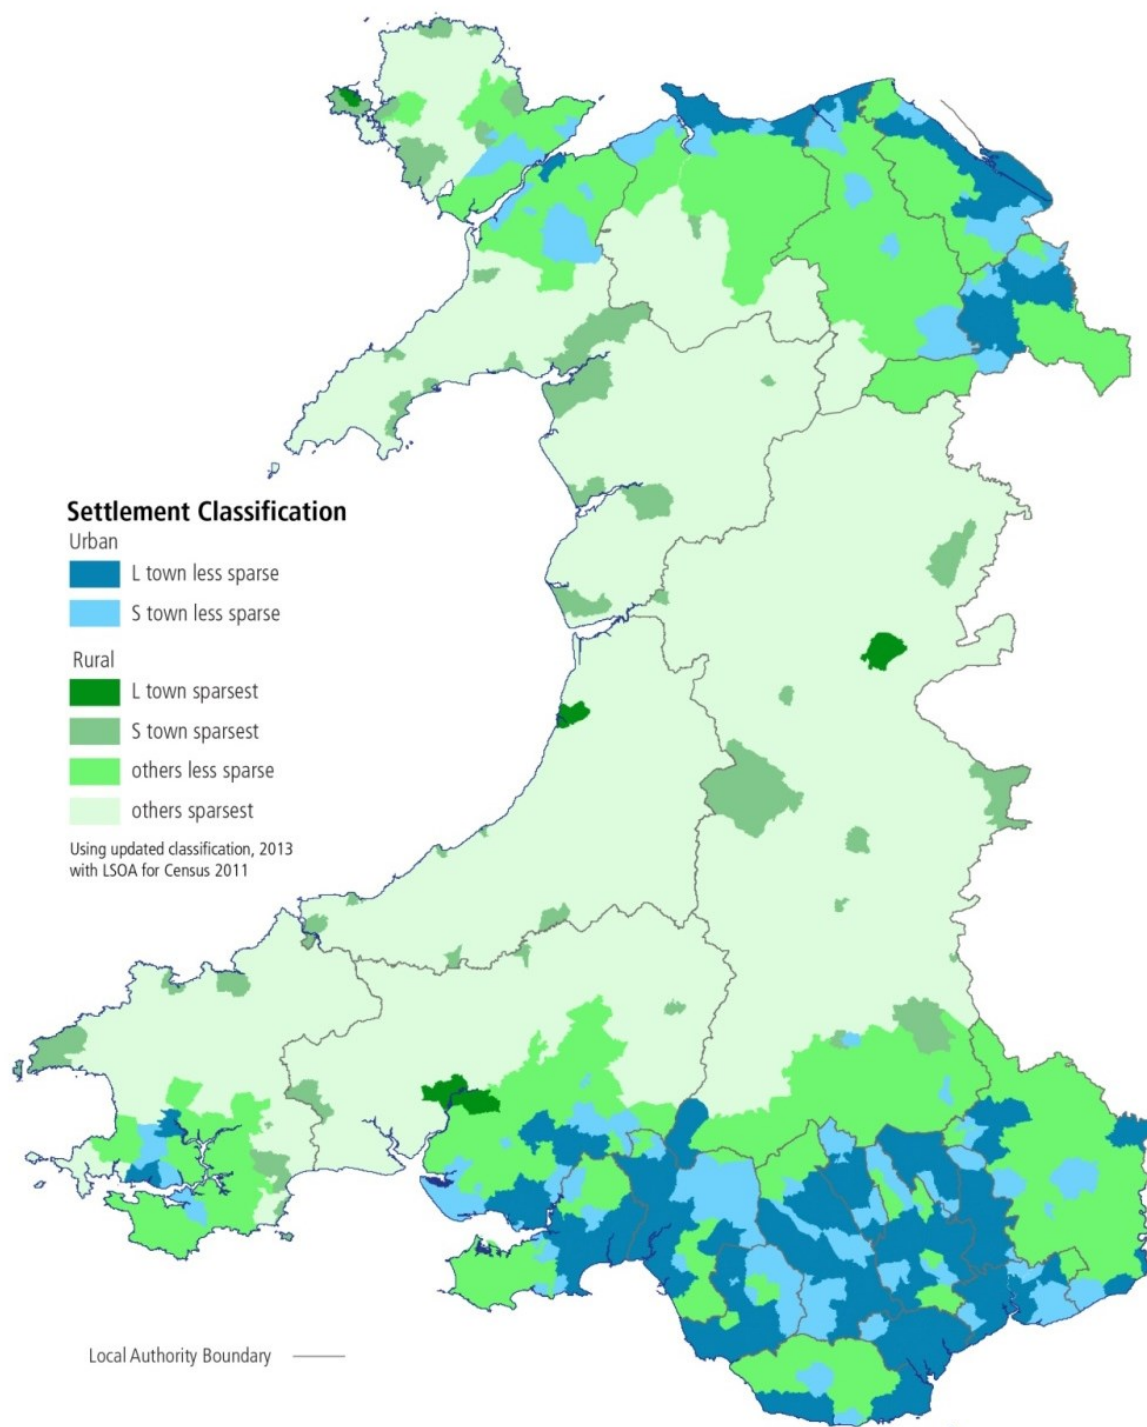 Settlement Classification
Urban
L town less sparse
S town less sparse
Rural
L town sparsest
S town sparsest
others less sparse
others sparsest
Using updated classification, 2013
with LSOA for Census 2011
Local Authority Boundary